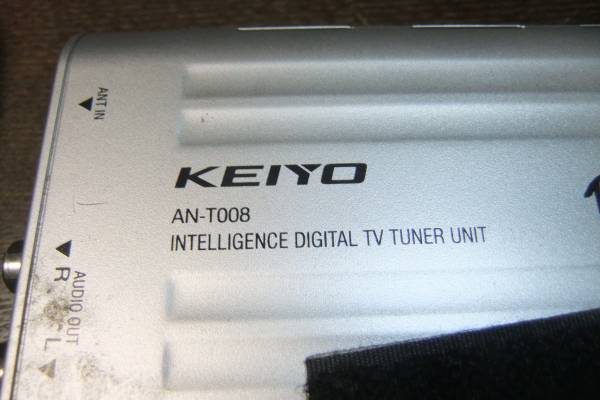 ANT IN
KEIYO
AN-T008
INTELLIGENCE DIGITAL TV TUNER UNIT
AUDIO OUT
R
L